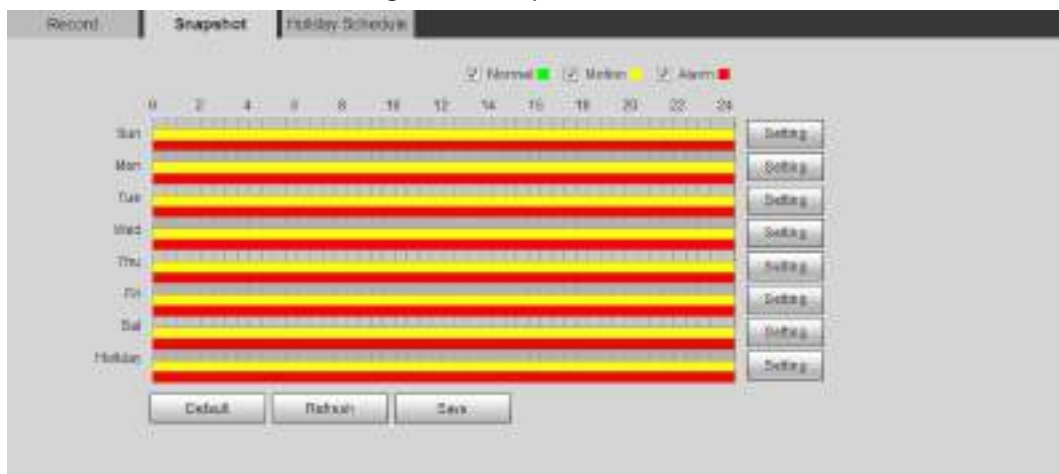 Record Snapshot Holiday Schedule
Normal Motion Alarm
0 2 4 6 8 10 12 14 16 18 20 22 24
Sun Setting
Mon Setting
Tue Setting
Wed Setting
Thu Setting
Fri Setting
Sat Setting
Holiday Setting
Default Refresh Save